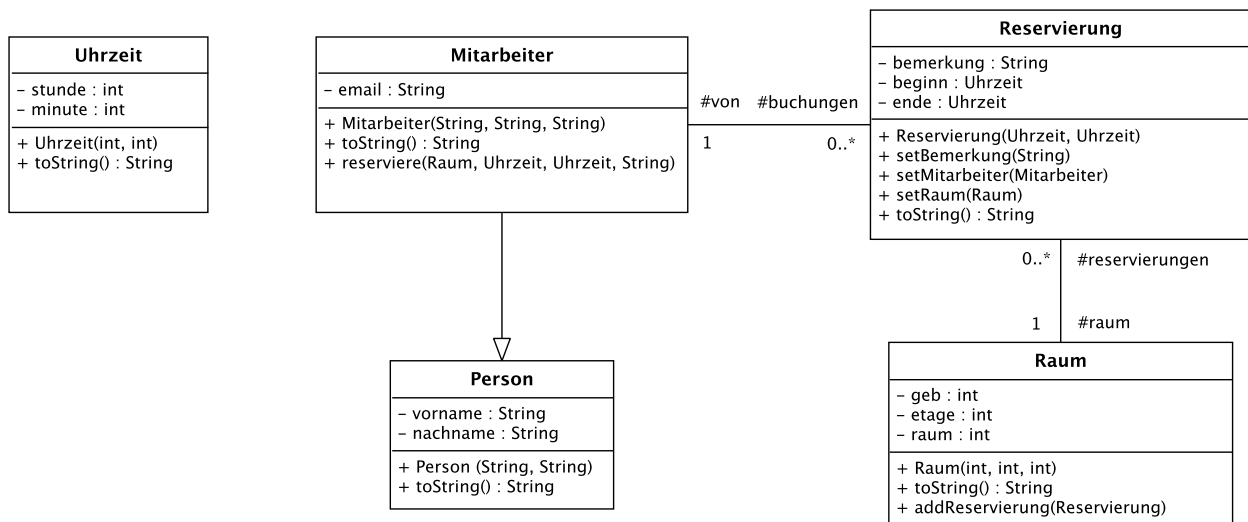 Uhrzeit
– stunde : int
– minute : int
+ Uhrzeit(int, int)
+ toString() : String
Mitarbeiter
– email : String
+ Mitarbeiter(String, String, String)
+ toString() : String
+ reserviere(Raum, Uhrzeit, Uhrzeit, String)
#von
#buchungen
1
0..*
Reservierung
– bemerkung : String
– beginn : Uhrzeit
– ende : Uhrzeit
+ Reservierung(Uhrzeit, Uhrzeit)
+ setBemerkung(String)
+ setMitarbeiter(Mitarbeiter)
+ setRaum(Raum)
+ toString() : String
0..*
#reservierungen
1
#raum
Person
– vorname : String
– nachname : String
+ Person (String, String)
+ toString() : String
Raum
– geb : int
– etage : int
– raum : int
+ Raum(int, int, int)
+ toString() : String
+ addReservierung(Reservierung)